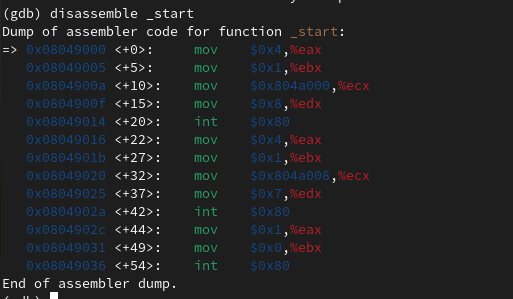 (gdb) disassemble _start
Dump of assembler code for function _start:
=> 0x08049000 <+0>:     mov    $0x4,%eax
   0x08049005 <+5>:     mov    $0x1,%ebx
   0x0804900a <+10>:    mov    $0x804a000,%ecx
   0x0804900f <+15>:    mov    $0x8,%edx
   0x08049014 <+20>:    int    $0x80
   0x08049016 <+22>:    mov    $0x4,%eax
   0x0804901b <+27>:    mov    $0x1,%ebx
   0x08049020 <+32>:    mov    $0x804a008,%ecx
   0x08049025 <+37>:    mov    $0x7,%edx
   0x0804902a <+42>:    int    $0x80
   0x0804902c <+44>:    mov    $0x1,%eax
   0x08049031 <+49>:    mov    $0x0,%ebx
   0x08049036 <+54>:    int    $0x80
End of assembler dump.